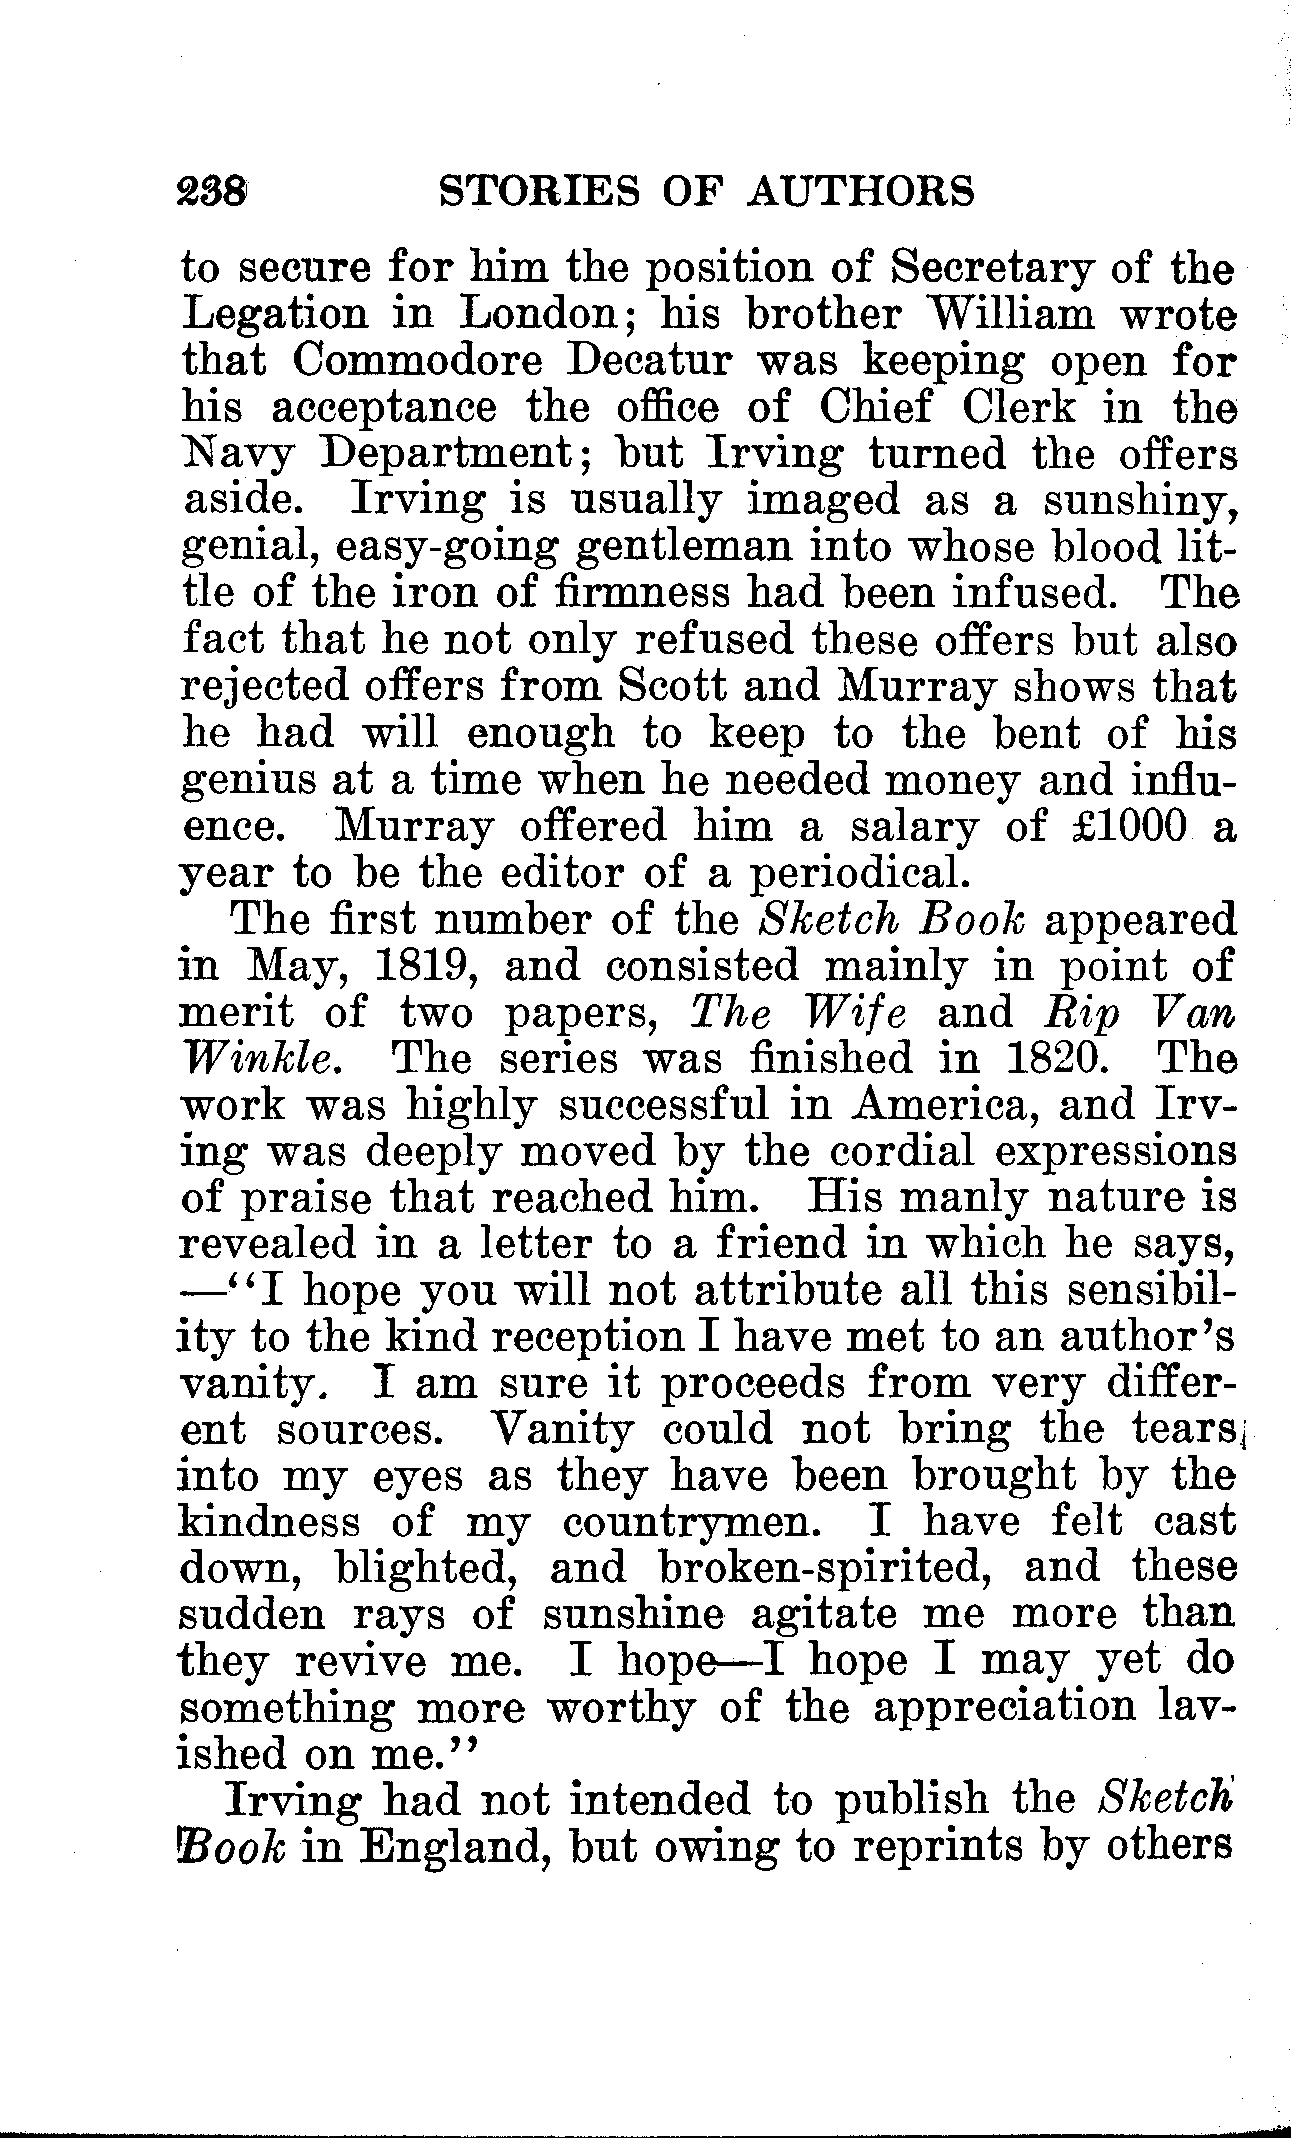 238 STORIES OF AUTHORS
to secure for him the position of Secretary of the
Legation in London; his brother William wrote
that Commodore Decatur was keeping open for
his acceptance the office of Chief Clerk in the
Navy Department; but Irving turned the offers
aside. Irving is usually imaged as a sunshiny,
genial, easy-going gentleman into whose blood lit-
tle of the iron of firmness had been infused. The
fact that he not only refused these offers but also
rejected offers from Scott and Murray shows that
he had will enough to keep to the bent of his
genius at a time when he needed money and influ-
ence. Murray offered him a salary of £1000 a
year to be the editor of a periodical.
The first number of the Sketch Book appeared
in May, 1819, and consisted mainly in point of
merit of two papers, The Wife and Rip Van
Winkle. The series was finished in 1820. The
work was highly successful in America, and Irv-
ing was deeply moved by the cordial expressions
of praise that reached him. His manly nature is
revealed in a letter to a friend in which he says,
—"I hope you will not attribute all this sensibil-
ity to the kind reception I have met to an author's
vanity. I am sure it proceeds from very differ-
ent sources. Vanity could not bring the tears
into my eyes as they have been brought by the
kindness of my countrymen. I have felt cast
down, blighted, and broken-spirited, and these
sudden rays of sunshine agitate me more than
they revive me. I hope—I hope I may yet do
something more worthy of the appreciation lav-
ished on me."
Irving had not intended to publish the Sketch
Book in England, but owing to reprints by others